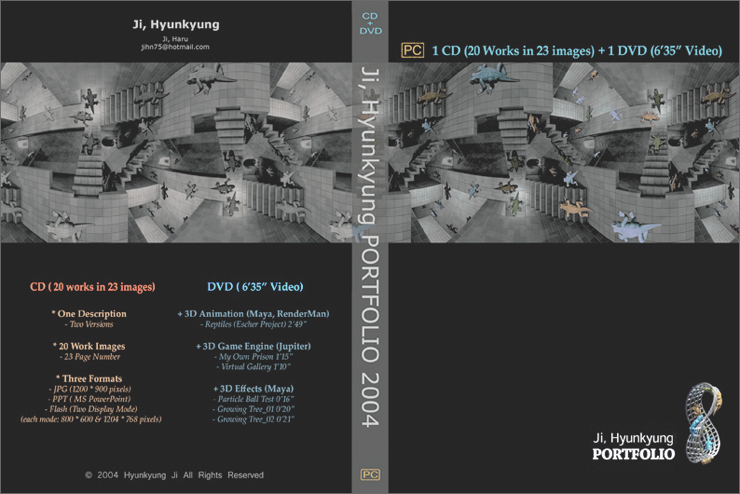 Ji, Hyunkyung
Ji, Haru
jihn75@hotmail.com
CD ( 20 works in 23 images)
* One Description
- Two Versions
* 20 Work Images
- 23 Page Number
* Three Formats
- JPG (1200 * 900 pixels)
- PPT ( MS PowerPoint)
- Flash (Two Display Mode)
(each mode: 800 * 600 & 1204 * 768 pixels)
DVD ( 6'35" Video)
+ 3D Animation (Maya, RenderMan)
- Reptiles (Escher Project) 2'49"
+ 3D Game Engine (Jupiter)
- My Own Prison 1'15"
- Virtual Gallery 1'10"
+ 3D Effects (Maya)
- Particle Ball Test 0'16"
- Growing Tree_01 0'20"
- Growing Tree_02 0'21"
© 2004 Hyunkyung Ji All Rights Reserved
CD
+
DVD
Ji, Hyunkyung PORTFOLIO 2004
PC
PC 1 CD (20 Works in 23 images) + 1 DVD (6'35" Video)
Ji, Hyunkyung
PORTFOLIO